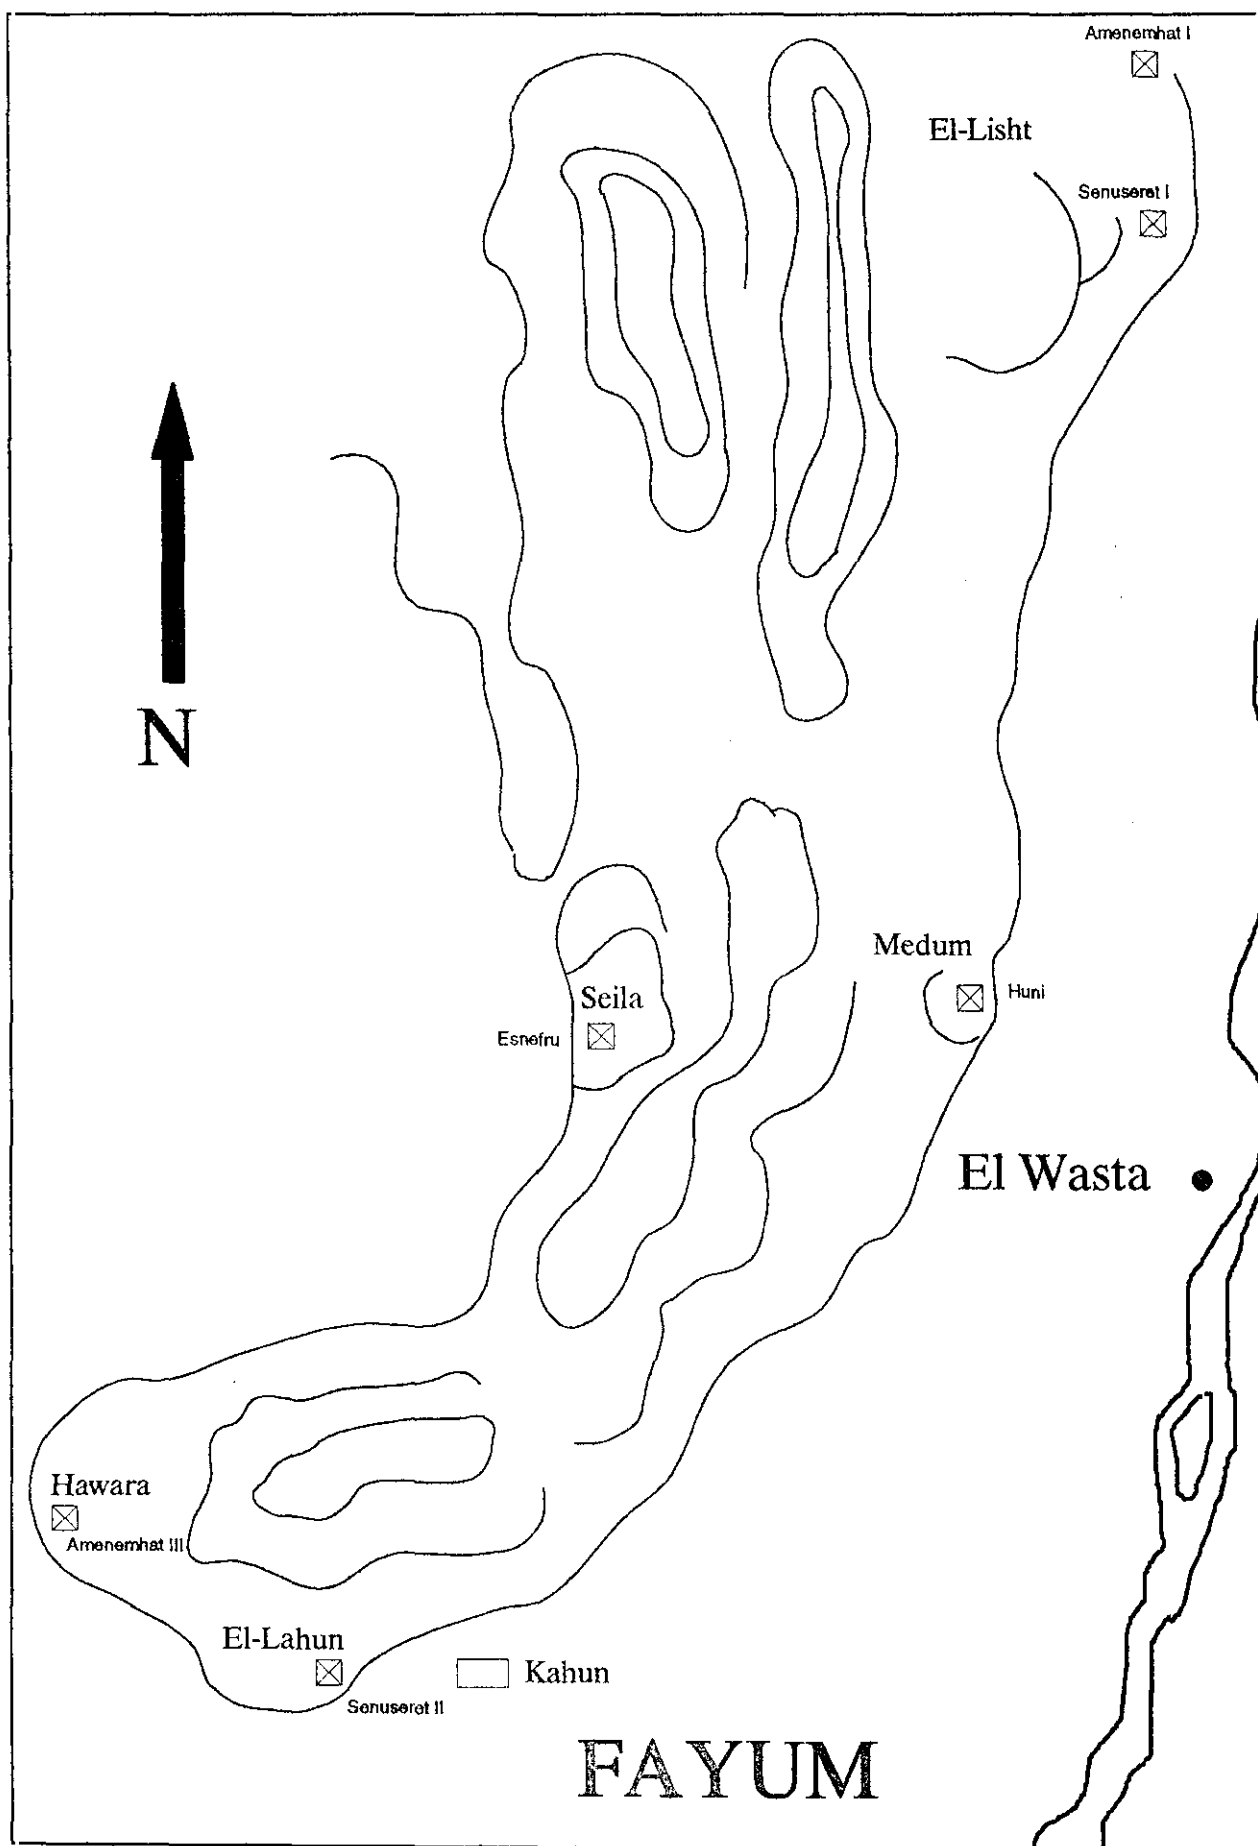 Amenemhat I
El-Lisht
Senuseret I
N
Medum
Huni
Seila
Esnefru
El Wasta
Hawara
Amenemhat III
El-Lahun
Kahun
Senuseret II
FAYUM